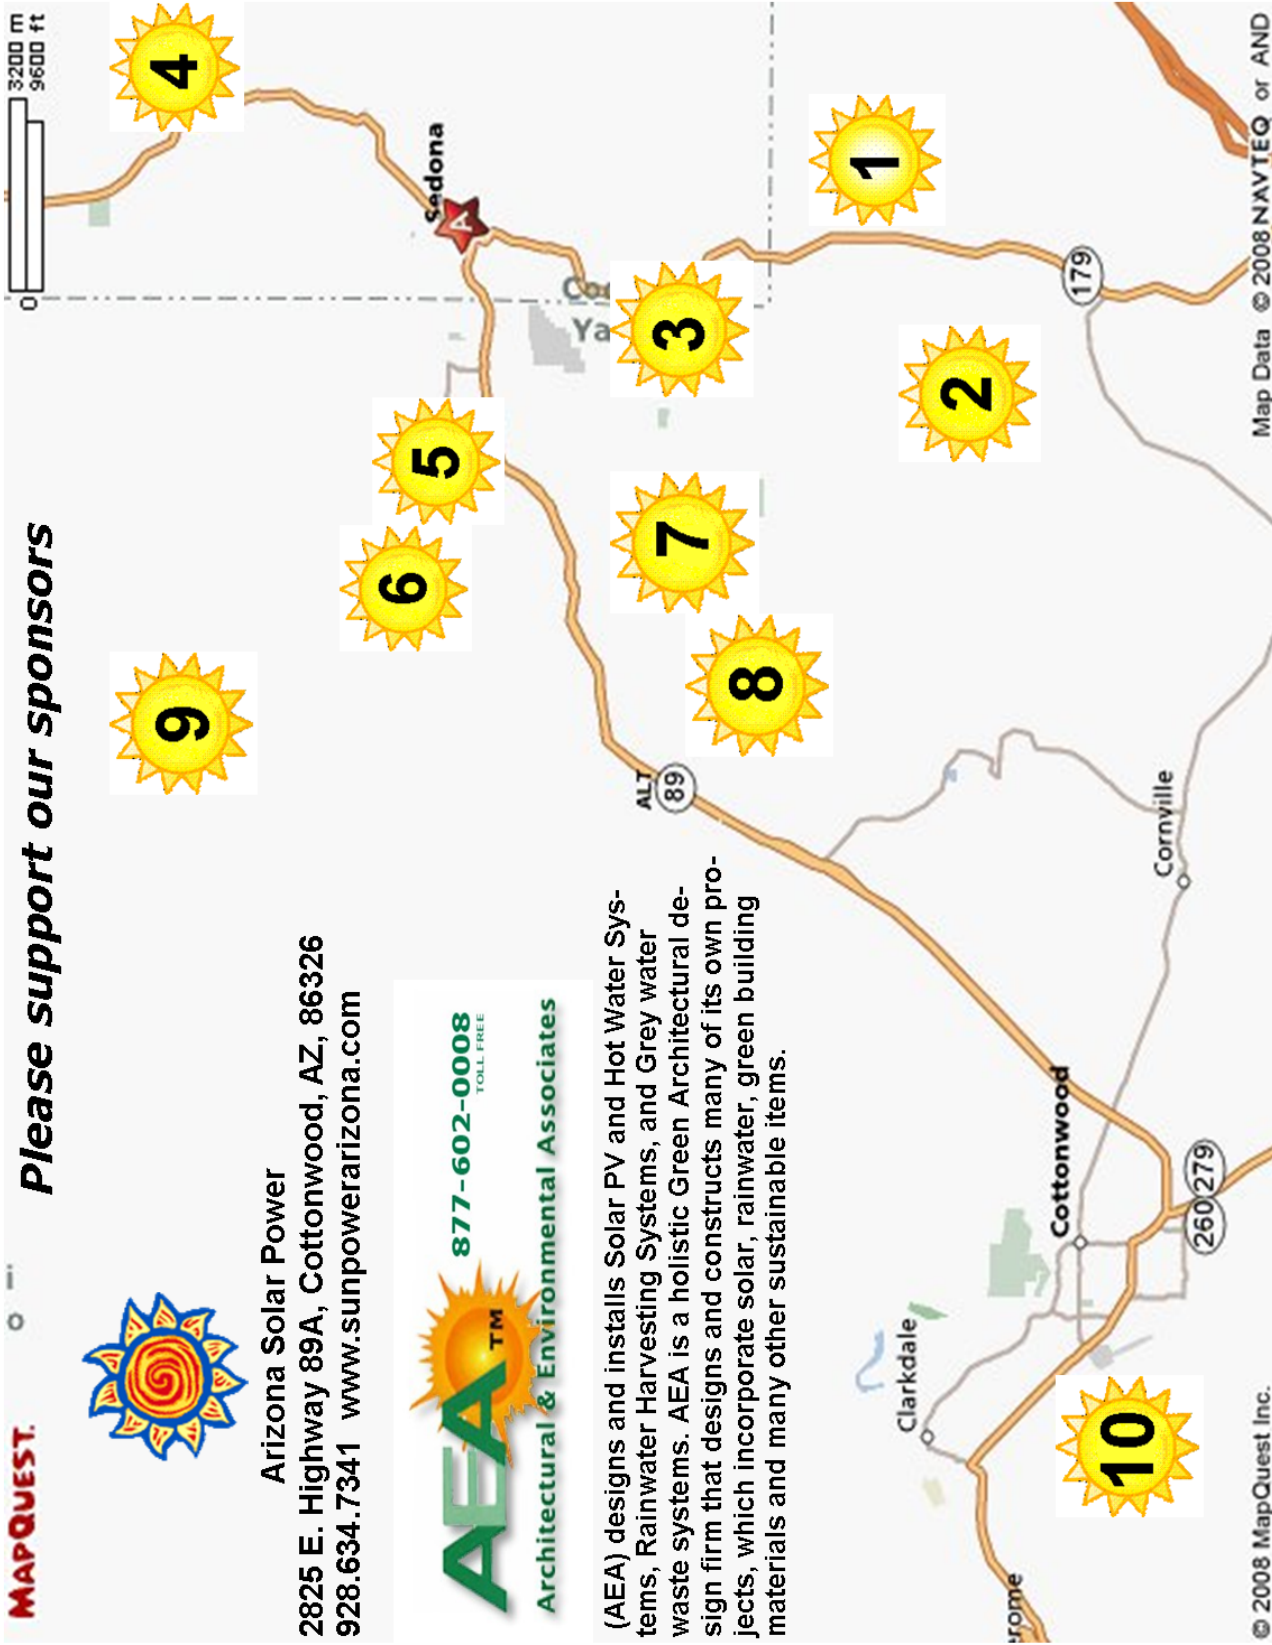 MAPQUEST.
Please support our sponsors
0
3200 m
9600 ft
Arizona Solar Power
2825 E. Highway 89A, Cottonwood, AZ, 86326
928.634.7341 www.sunpowerarizona.com
AEA™
877-602-0008
TOLL FREE
Architectural & Environmental Associates
(AEA) designs and installs Solar PV and Hot Water Sys-
tems, Rainwater Harvesting Systems, and Grey water
waste systems. AEA is a holistic Green Architectural de-
sign firm that designs and constructs many of its own pro-
jects, which incorporate solar, rainwater, green building
materials and many other sustainable items.
9
6
5
4
A
Sedona
Co
Ya
3
7
8
1
2
ALT
89
179
Cornville
Cottonwood
260
279
Clarkdale
10
erome
© 2008 MapQuest Inc.
Map Data © 2008 NAVTEQ or AND